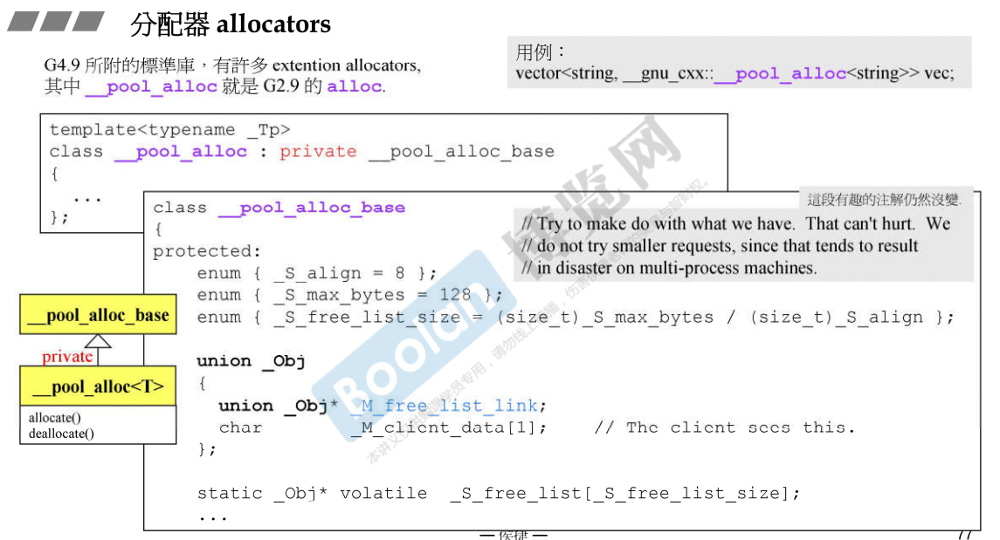 分配器 allocators
G4.9 所附的標準庫，有許多 extention allocators,
其中 __pool_alloc 就是 G2.9 的 alloc.
用例：
vector<string, __gnu_cxx::__pool_alloc<string>> vec;
template<typename _Tp>
class __pool_alloc : private __pool_alloc_base
{
...
};
class __pool_alloc_base
{
protected:
enum { _S_align = 8 };
enum { _S_max_bytes = 128 };
enum { _S_free_list_size = (size_t)_S_max_bytes / (size_t)_S_align };
union _Obj
{
union _Obj* _M_free_list_link;
char _M_client_data[1]; // The client sees this.
};
static _Obj* volatile _S_free_list[_S_free_list_size];
...
這段有趣的注解仍然沒變.
// Try to make do with what we have. That can't hurt. We
// do not try smaller requests, since that tends to result
// in disaster on multi-process machines.
__pool_alloc_base
private
__pool_alloc<T>
allocate()
deallocate()
Boolan
博览网
— 侯捷 —
77